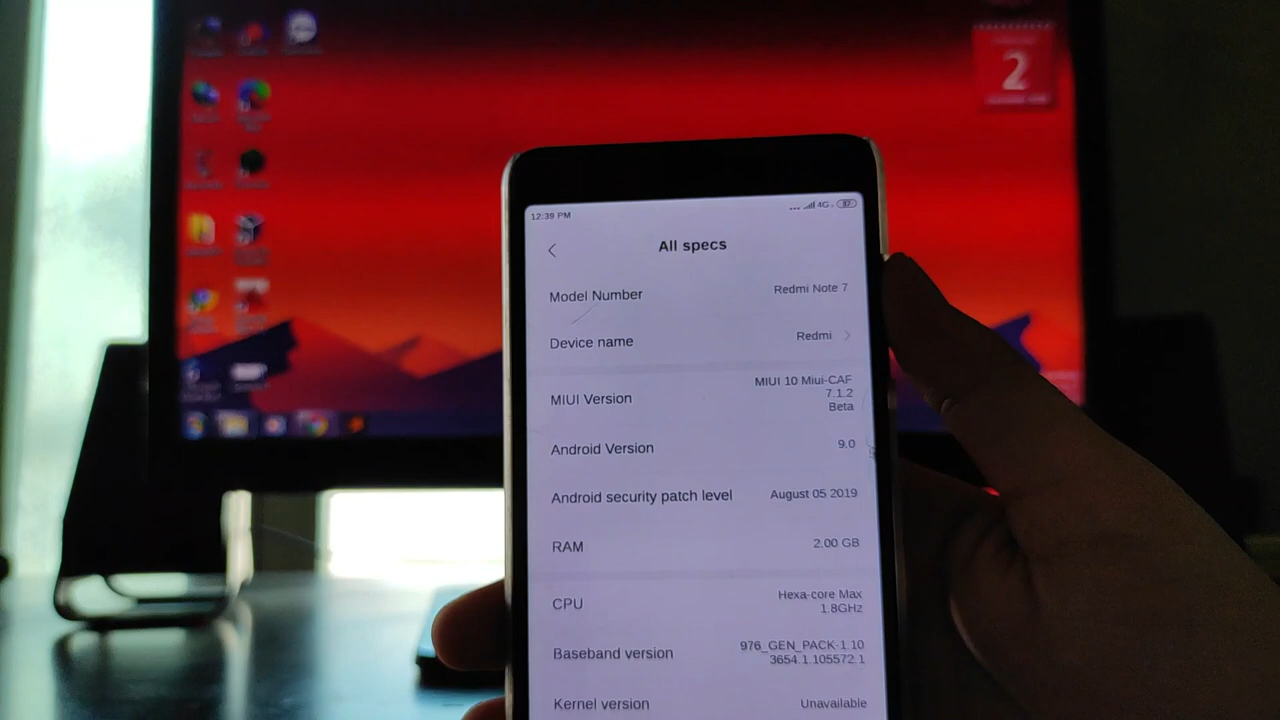 2
12:39 PM
4G
87
All specs
Model Number
Redmi Note 7
Device name
Redmi
MIUI Version
MIUI 10 Miui-CAF
7.1.2
Beta
Android Version
9.0
Android security patch level
August 05 2019
RAM
2.00 GB
CPU
Hexa-core Max
1.8GHz
Baseband version
976_GEN_PACK-1.10
3654.1.105572.1
Kernel version
Unavailable